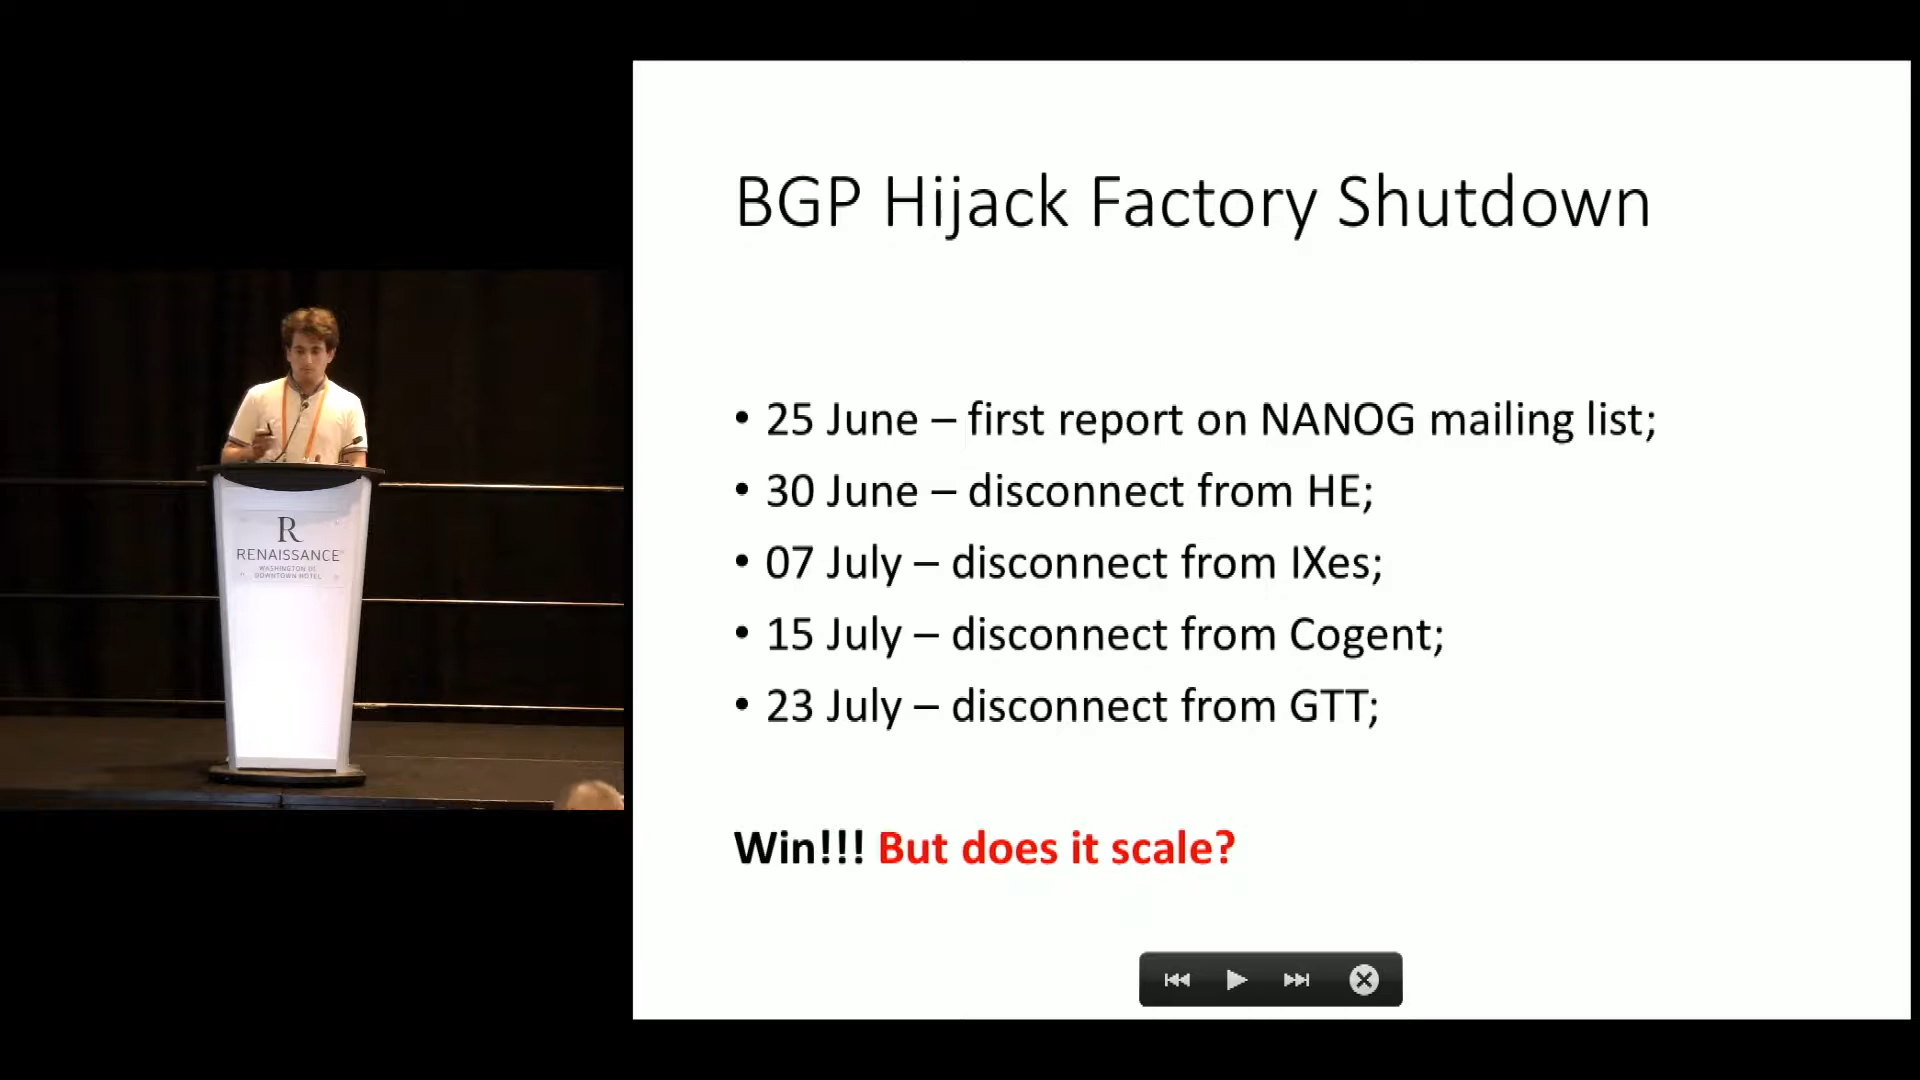 BGP Hijack Factory Shutdown
• 25 June – first report on NANOG mailing list;
• 30 June – disconnect from HE;
• 07 July – disconnect from IXes;
• 15 July – disconnect from Cogent;
• 23 July – disconnect from GTT;
Win!!! But does it scale?
R
RENAISSANCE
WASHINGTON DC
DOWNTOWN HOTEL